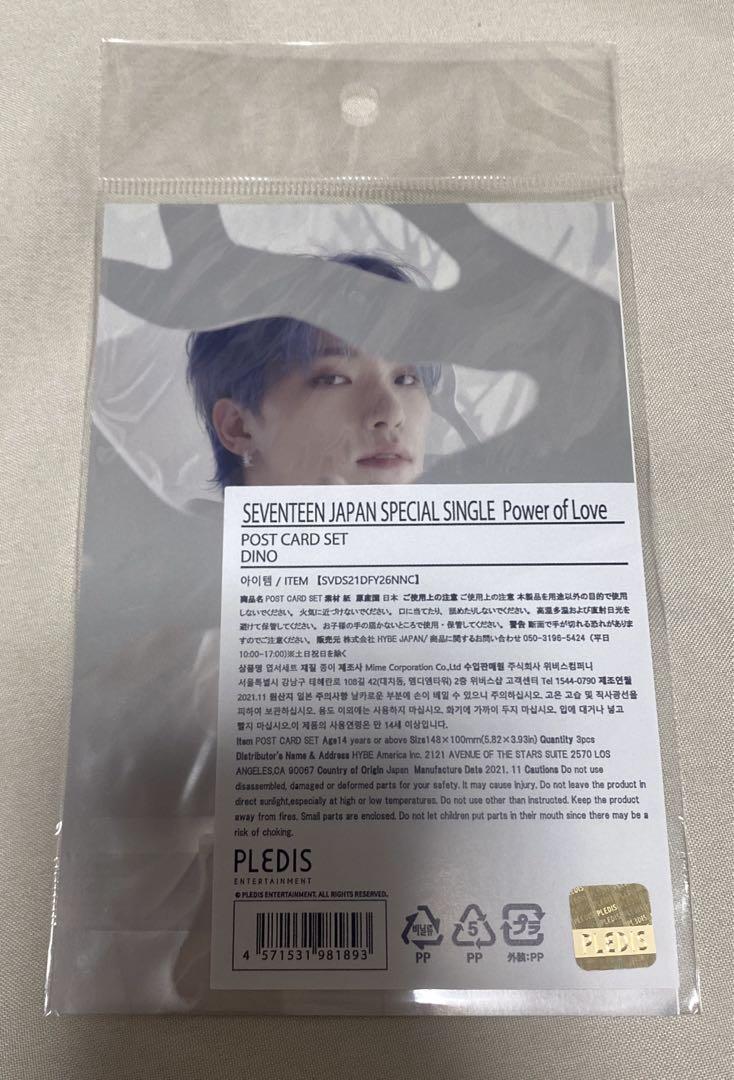 SEVENTEEN JAPAN SPECIAL SINGLE Power of Love
POST CARD SET
DINO
아이템 / ITEM 【SVDS21DFY26NNC】
商品名 POST CARD SET 素材 紙 原産国 日本 ご使用上の注意 ご使用上の注意 本製品を用途以外の目的で使用
しないでください。 火気に近づけないでください。 口に当てたり、舐めたりしないでください。 高温多湿および直射日光を
避けて保管してください。 お子様の手の届かないところで使用・保管してください。 警告 断面で手が切れる恐れがありま
すのでご注意ください。 販売元 株式会社 HYBE JAPAN/ 商品に関するお問い合わせ 050-3196-5424（平日
10:00-17:00)※土日祝日を除く
상품명 엽서세트 재질 종이 제조사 Mime Corporation Co.,Ltd 수입판매원 주식회사 위버스컴퍼니
서울특별시 강남구 테헤란로 108길 42(대치동, 엠디엠타워) 2층 위버스샵 고객센터 Tel 1544-0790 제조연월
2021.11 원산지 일본 주의사항 날카로운 부분에 손이 베일 수 있으니 주의하십시오. 고온 고습 및 직사광선을
피하여 보관하십시오. 용도 이외에는 사용하지 마십시오. 화기에 가까이 두지 마십시오. 입에 대거나 넣고
빨지 마십시오.이 제품의 사용연령은 만 14세 이상입니다.
Item POST CARD SET Age14 years or above Size148×100mm(5.82×3.93in) Quantity 3pcs
Distributor's Name & Address HYBE America Inc. 2121 AVENUE OF THE STARS SUITE 2570 LOS
ANGELES,CA 90067 Country of Origin Japan Manufacture Date 2021. 11 Cautions Do not use
disassembled, damaged or deformed parts for your safety. It may cause injury. Do not leave the product in
direct sunlight,especially at high or low temperatures. Do not use other than instructed. Keep the product
away from fires. Small parts are enclosed. Do not let children put parts in their mouth since there may be a
risk of choking.
PLEDIS
ENTERTAINMENT
© PLEDIS ENTERTAINMENT. ALL RIGHTS RESERVED.
4 571531 981893
비닐류
PP
5
PP
プラ
外装:PP
PLEDIS
PLEDIS